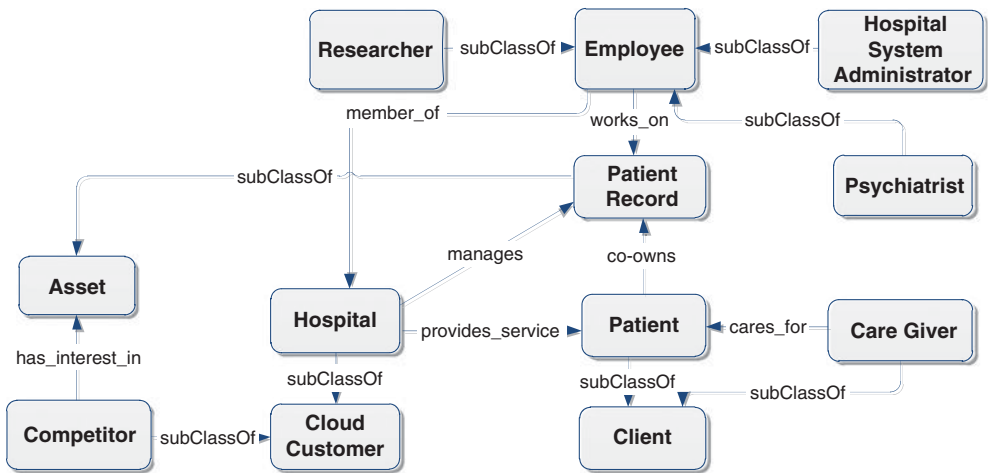 Researcher
subClassOf
Employee
subClassOf
Hospital
System
Administrator
member_of
works_on
subClassOf
subClassOf
Patient
Record
Psychiatrist
manages
co-owns
Asset
Hospital
provides_service
Patient
cares_for
Care Giver
has_interest_in
subClassOf
subClassOf
subClassOf
Competitor
subClassOf
Cloud
Customer
Client